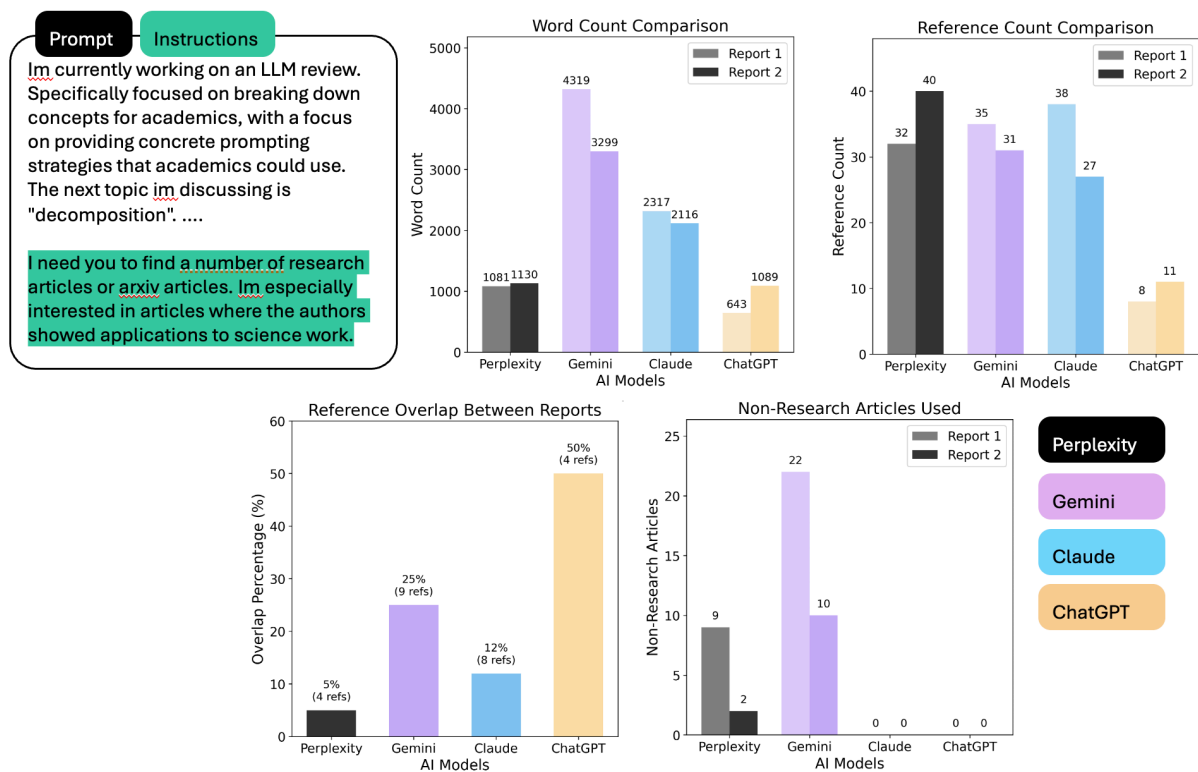 Prompt
Instructions
Im currently working on an LLM review.
Specifically focused on breaking down
concepts for academics, with a focus
on providing concrete prompting
strategies that academics could use.
The next topic im discussing is
"decomposition". ....
I need you to find a number of research
articles or arxiv articles. Im especially
interested in articles where the authors
showed applications to science work.
Word Count Comparison
Report 1
Report 2
5000
4000
3000
2000
1000
0
Word Count
1081
1130
4319
3299
2317
2116
643
1089
Perplexity
Gemini
Claude
ChatGPT
AI Models
Reference Count Comparison
Report 1
Report 2
40
30
20
10
0
Reference Count
32
40
35
31
38
27
8
11
Perplexity
Gemini
Claude
ChatGPT
AI Models
Reference Overlap Between Reports
60
50
40
30
20
10
0
Overlap Percentage (%)
5%
(4 refs)
25%
(9 refs)
12%
(8 refs)
50%
(4 refs)
Perplexity
Gemini
Claude
ChatGPT
AI Models
Non-Research Articles Used
Report 1
Report 2
25
20
15
10
5
0
Non-Research Articles
9
2
22
10
0
0
0
0
Perplexity
Gemini
Claude
ChatGPT
AI Models
Perplexity
Gemini
Claude
ChatGPT